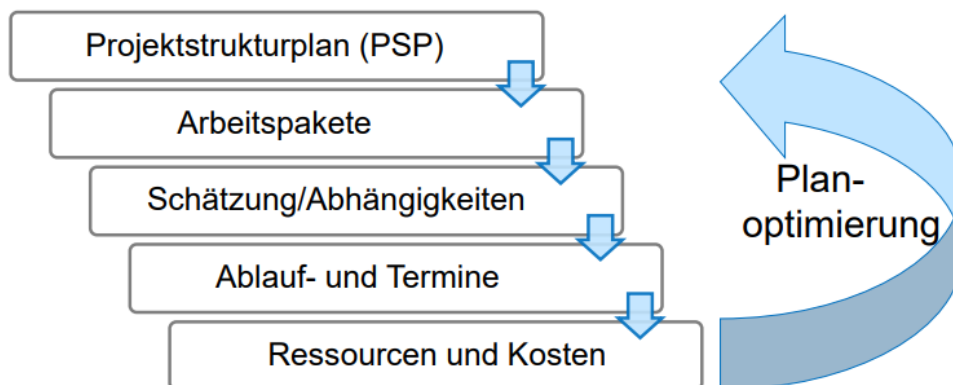 Projektstrukturplan (PSP)
Arbeitspakete
Schätzung/Abhängigkeiten
Ablauf- und Termine
Ressourcen und Kosten
Plan-
optimierung